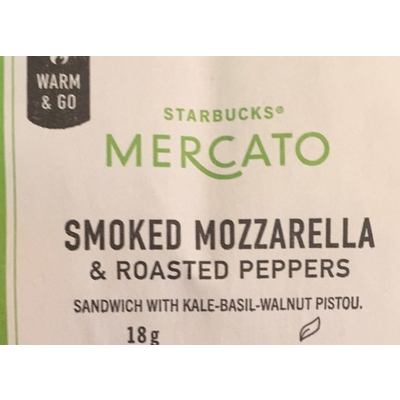 WARM
& GO
STARBUCKS®
MERCATO
SMOKED MOZZARELLA
& ROASTED PEPPERS
SANDWICH WITH KALE-BASIL-WALNUT PISTOU.
18g